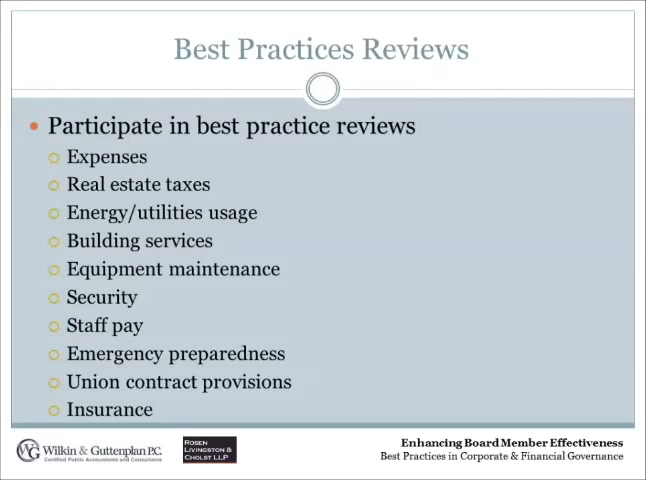 Best Practices Reviews
Participate in best practice reviews
Expenses
Real estate taxes
Energy/utilities usage
Building services
Equipment maintenance
Security
Staff pay
Emergency preparedness
Union contract provisions
Insurance
WG Wilkin & Guttenplan P.C.
Certified Public Accountants and Consultants
ROSEN
LIVINGSTON &
CHOLST LLP
Enhancing Board Member Effectiveness
Best Practices in Corporate & Financial Governance